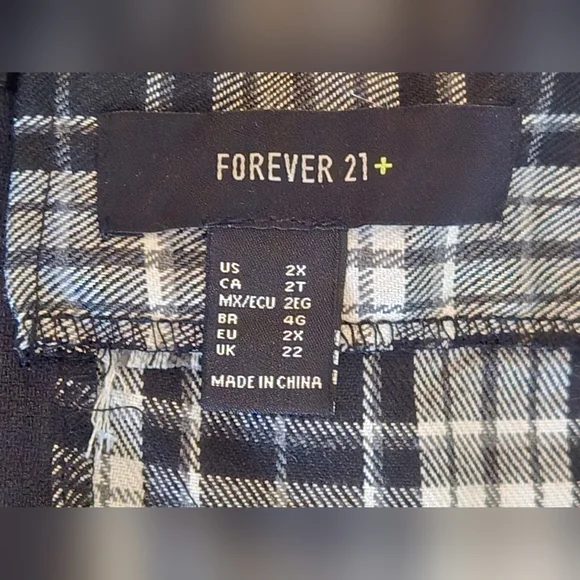 FOREVER 21+
US 2X
CA 2T
MX/ECU 2EG
BR 4G
EU 2X
UK 22
MADE IN CHINA